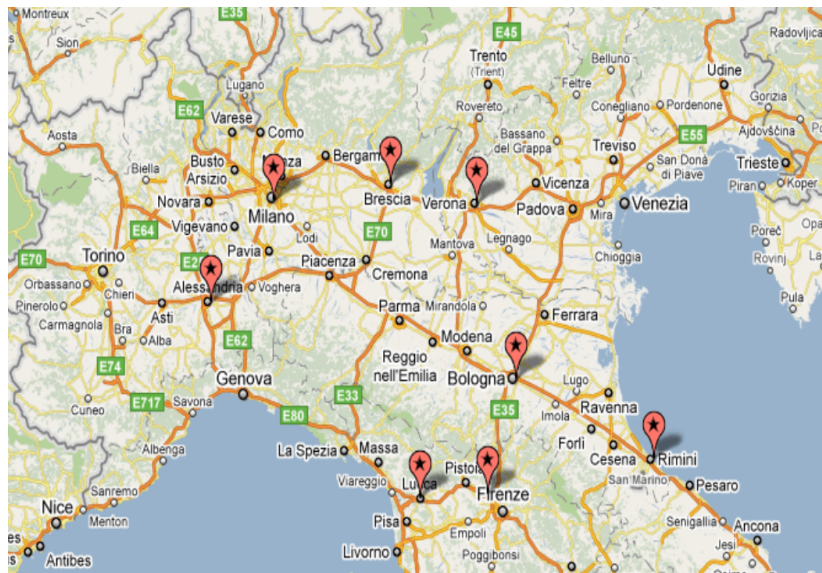 Montreux
E35
E45
Radovljica
Sion
Trento
(Trient)
Belluno
Udine
Lugano
Feltre
Gorizia
E62
Rovereto
Conegliano
Pordenone
Varese
Como
Aosta
Bassano
del Grappa
E55
Ajdovščina
Treviso
Busto
Arsizio
Bergam
San Donà
di Piave
Trieste
Biella
Brescia
Vicenza
Piran
Koper
Novara
Verona
Padova
Mira
Venezia
Milano
Vigevano
Lodi
E70
E64
Poreč
Pavia
Mantova
Legnago
Chioggia
Rovinj
E70
Torino
Piacenza
Cremona
Orbassano
Chieri
Alessandria
Voghera
Pula
Pinerolo
Asti
Parma
Mirandola
Ferrara
Carmagnola
Bra
Alba
E62
Modena
Reggio
nell'Emilia
E74
Genova
Bologna
Lugo
E33
Cuneo
E717
Savona
E80
E35
Imola
Ravenna
Albenga
La Spezia
Massa
Forlì
Cesena
Rimini
Viareggio
Lucca
Pistoia
San Marino
Pesaro
Sanremo
Firenze
Nice
Menton
Pisa
Empoli
Senigallia
Ancona
Antibes
Livorno
Poggibonsi
Jesi